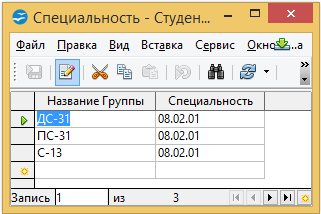 Специальность - Студен...
Файл Правка Вид Вставка Сервис
Название Группы Специальность
ДС-31 08.02.01
ПС-31 08.02.01
С-13 08.02.01
Запись 1 из 3